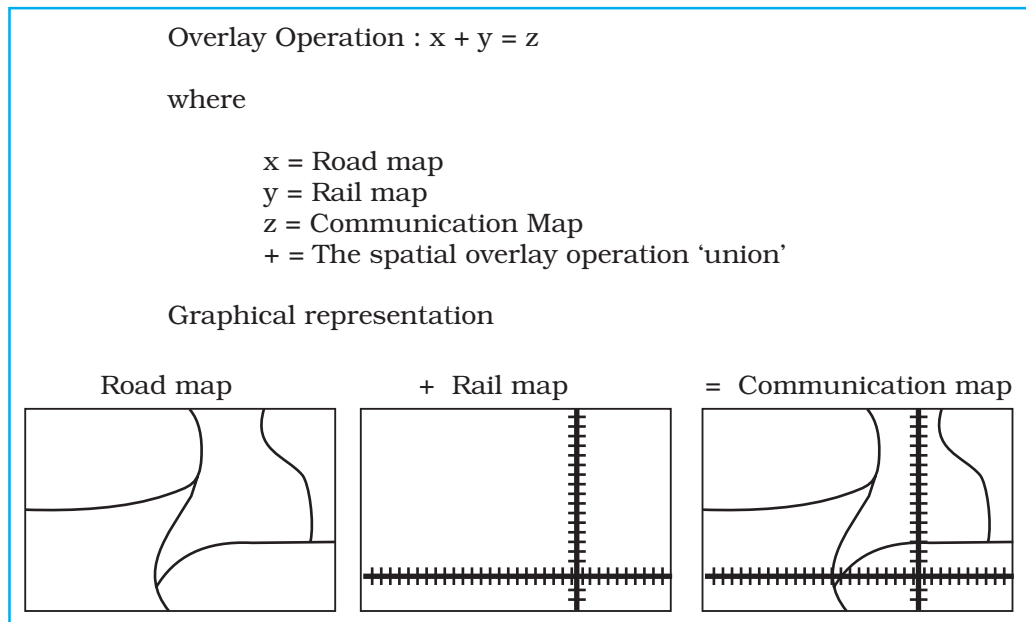 Overlay Operation : x + y = z
where
x = Road map
y = Rail map
z = Communication Map
+ = The spatial overlay operation ‘union’
Graphical representation
Road map + Rail map = Communication map